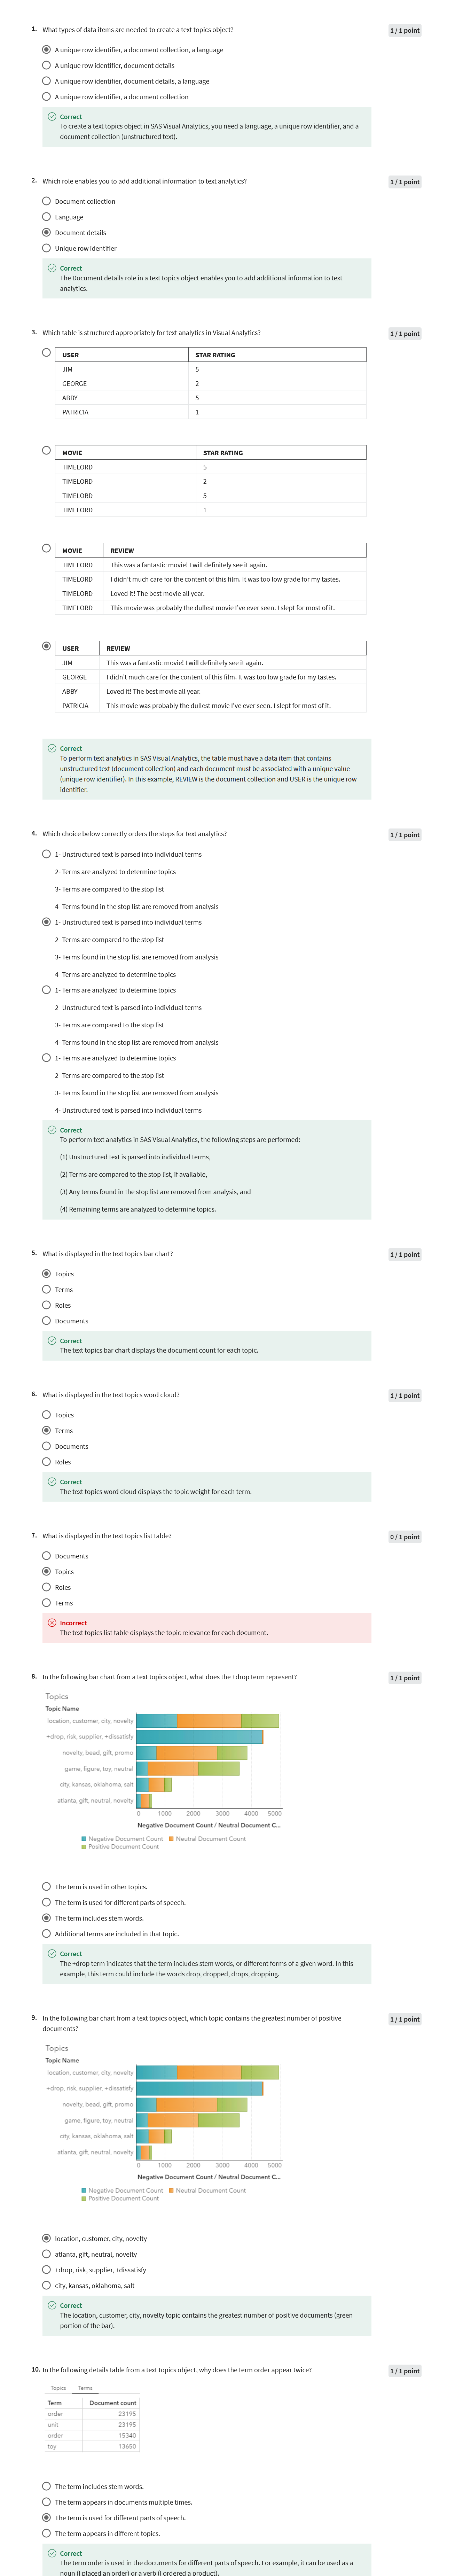 1. What types of data items are needed to create a text topics object?
1 / 1 point
A unique row identifier, a document collection, a language
A unique row identifier, document details
A unique row identifier, document details, a language
A unique row identifier, a document collection
Correct
To create a text topics object in SAS Visual Analytics, you need a language, a unique row identifier, and a
document collection (unstructured text).
2. Which role enables you to add additional information to text analytics?
1 / 1 point
Document collection
Language
Document details
Unique row identifier
Correct
The Document details role in a text topics object enables you to add additional information to text
analytics.
3. Which table is structured appropriately for text analytics in Visual Analytics?
1 / 1 point
USER STAR RATING
JIM 5
GEORGE 2
ABBY 5
PATRICIA 1
MOVIE STAR RATING
TIMELORD 5
TIMELORD 2
TIMELORD 5
TIMELORD 1
MOVIE REVIEW
TIMELORD This was a fantastic movie! I will definitely see it again.
TIMELORD I didn't much care for the content of this film. It was too low grade for my tastes.
TIMELORD Loved it! The best movie all year.
TIMELORD This movie was probably the dullest movie I've ever seen. I slept for most of it.
USER REVIEW
JIM This was a fantastic movie! I will definitely see it again.
GEORGE I didn't much care for the content of this film. It was too low grade for my tastes.
ABBY Loved it! The best movie all year.
PATRICIA This movie was probably the dullest movie I've ever seen. I slept for most of it.
Correct
To perform text analytics in SAS Visual Analytics, the table must have a data item that contains
unstructured text (document collection) and each document must be associated with a unique value
(unique row identifier). In this example, REVIEW is the document collection and USER is the unique row
identifier.
4. Which choice below correctly orders the steps for text analytics?
1 / 1 point
1- Unstructured text is parsed into individual terms
2- Terms are analyzed to determine topics
3- Terms are compared to the stop list
4- Terms found in the stop list are removed from analysis
1- Unstructured text is parsed into individual terms
2- Terms are compared to the stop list
3- Terms found in the stop list are removed from analysis
4- Terms are analyzed to determine topics
1- Terms are analyzed to determine topics
2- Unstructured text is parsed into individual terms
3- Terms are compared to the stop list
4- Terms found in the stop list are removed from analysis
1- Terms are analyzed to determine topics
2- Terms are compared to the stop list
3- Terms found in the stop list are removed from analysis
4- Unstructured text is parsed into individual terms
Correct
To perform text analytics in SAS Visual Analytics, the following steps are performed:
(1) Unstructured text is parsed into individual terms,
(2) Terms are compared to the stop list, if available,
(3) Any terms found in the stop list are removed from analysis, and
(4) Remaining terms are analyzed to determine topics.
5. What is displayed in the text topics bar chart?
1 / 1 point
Topics
Terms
Roles
Documents
Correct
The text topics bar chart displays the document count for each topic.
6. What is displayed in the text topics word cloud?
1 / 1 point
Topics
Terms
Documents
Roles
Correct
The text topics word cloud displays the topic weight for each term.
7. What is displayed in the text topics list table?
0 / 1 point
Documents
Topics
Roles
Terms
Incorrect
The text topics list table displays the topic relevance for each document.
8. In the following bar chart from a text topics object, what does the +drop term represent?
1 / 1 point
Topics
Topic Name
location, customer, city, novelty
+drop, risk, supplier, +dissatisfy
novelty, bead, gift, promo
game, figure, toy, neutral
city, kansas, oklahoma, salt
atlanta, gift, neutral, novelty
0 1000 2000 3000 4000 5000
Negative Document Count / Neutral Document C...
Negative Document Count Neutral Document Count
Positive Document Count
The term is used in other topics.
The term is used for different parts of speech.
The term includes stem words.
Additional terms are included in that topic.
Correct
The +drop term indicates that the term includes stem words, or different forms of a given word. In this
example, this term could include the words drop, dropped, drops, dropping.
9. In the following bar chart from a text topics object, which topic contains the greatest number of positive
documents?
1 / 1 point
Topics
Topic Name
location, customer, city, novelty
+drop, risk, supplier, +dissatisfy
novelty, bead, gift, promo
game, figure, toy, neutral
city, kansas, oklahoma, salt
atlanta, gift, neutral, novelty
0 1000 2000 3000 4000 5000
Negative Document Count / Neutral Document C...
Negative Document Count Neutral Document Count
Positive Document Count
location, customer, city, novelty
atlanta, gift, neutral, novelty
+drop, risk, supplier, +dissatisfy
city, kansas, oklahoma, salt
Correct
The location, customer, city, novelty topic contains the greatest number of positive documents (green
portion of the bar).
10. In the following details table from a text topics object, why does the term order appear twice?
1 / 1 point
Topics Terms
Term Document count
order 23195
unit 23195
order 15340
toy 13650
The term includes stem words.
The term appears in documents multiple times.
The term is used for different parts of speech.
The term appears in different topics.
Correct
The term order is used in the documents for different parts of speech. For example, it can be used as a
noun (I placed an order) or a verb (I ordered a product).